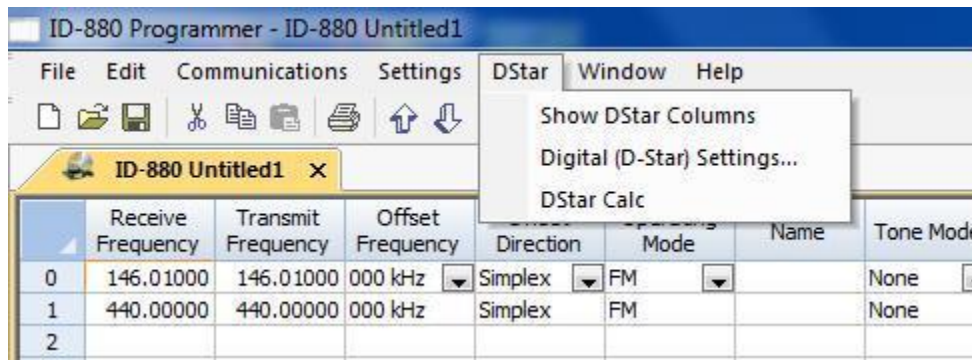 ID-880 Programmer - ID-880 Untitled1
File Edit Communications Settings DStar Window Help
Show DStar Columns
Digital (D-Star) Settings...
DStar Calc
ID-880 Untitled1 X
Receive Frequency Transmit Frequency Offset Frequency Direction Mode Name Tone Mode
0 146.01000 146.01000 000 kHz Simplex FM None
1 440.00000 440.00000 000 kHz Simplex FM None
2